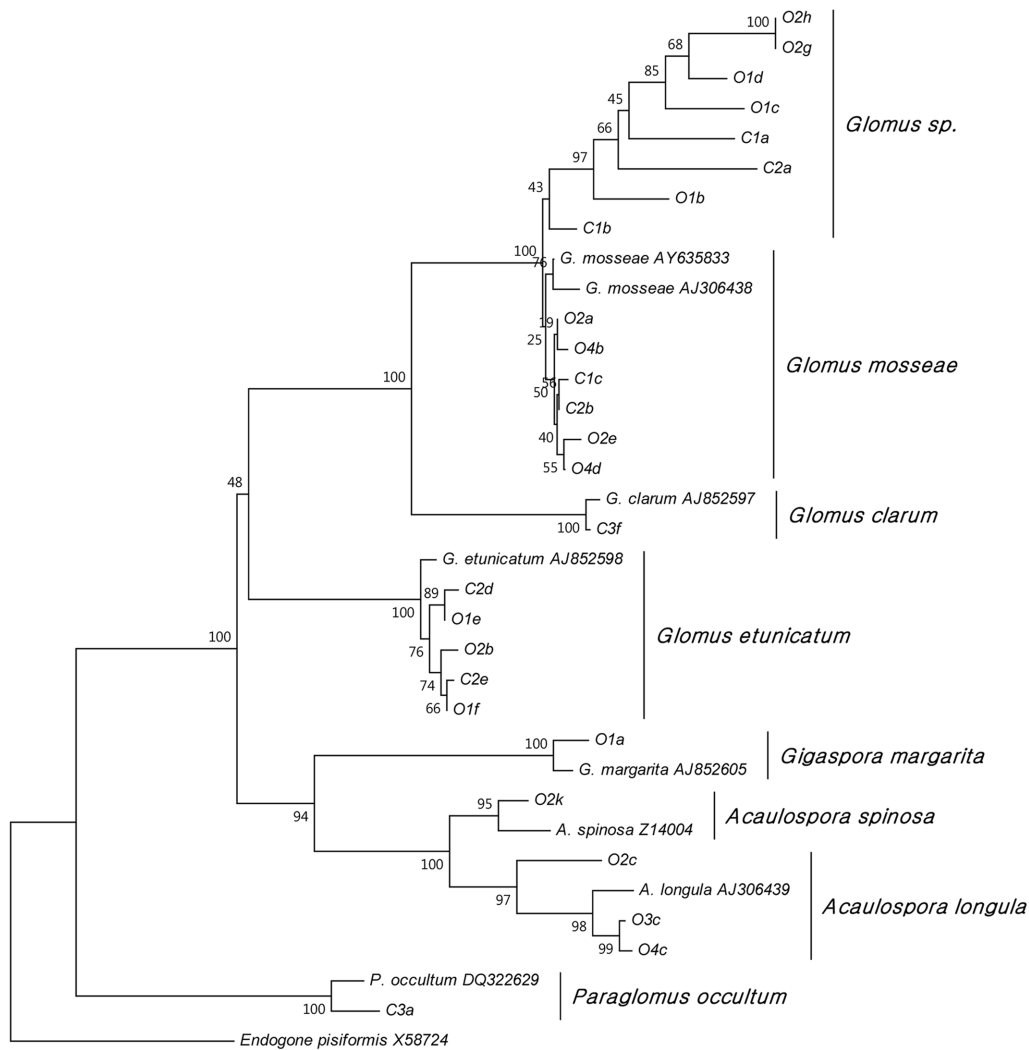 100
O2h
O2g
68
O1d
85
O1c
45
C1a
Glomus sp.
66
C2a
97
O1b
43
C1b
100
G. mosseae AY635833
76
G. mosseae AJ306438
19
O2a
25
O4b
Glomus mosseae
56
C1c
50
C2b
40
O2e
55
O4d
100
G. clarum AJ852597
Glomus clarum
100
C3f
48
G. etunicatum AJ852598
89
C2d
100
O1e
Glomus etunicatum
76
O2b
74
C2e
66
O1f
100
100
O1a
Gigaspora margarita
G. margarita AJ852605
94
95
O2k
Acaulospora spinosa
A. spinosa Z14004
100
O2c
97
A. longula AJ306439
Acaulospora longula
98
O3c
99
O4c
P. occultum DQ322629
Paraglomus occultum
100
C3a
Endogone pisiformis X58724